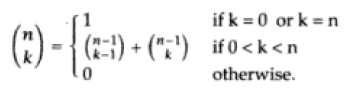 (n k) = { 1 if k = 0 or k = n
(n−1 k−1) + (n−1 k) if 0 < k < n
0 otherwise.